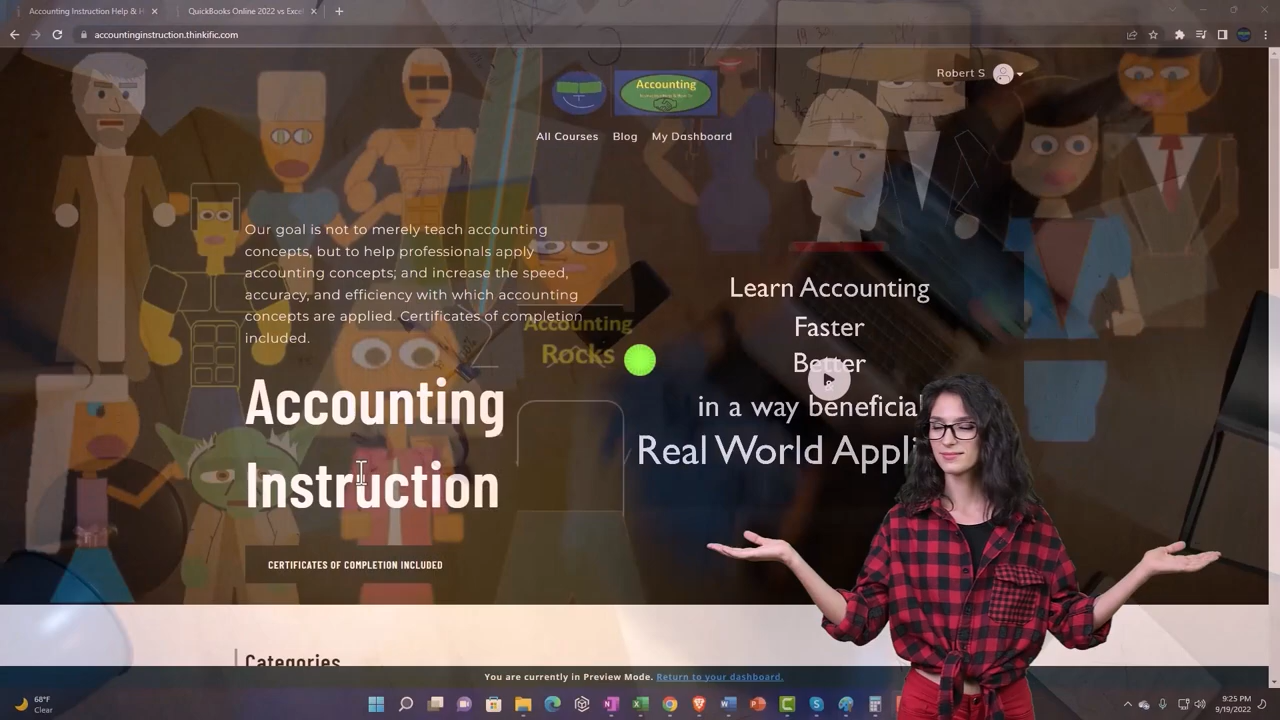 Accounting Instruction Help & H
QuickBooks Online 2022 vs Excel
accountinginstruction.thinkific.com
Accounting
Robert S
All Courses Blog My Dashboard
Our goal is not to merely teach accounting
concepts, but to help professionals apply
accounting concepts; and increase the speed,
accuracy, and efficiency with which accounting
concepts are applied. Certificates of completion
included.
Accounting
Instruction
CERTIFICATES OF COMPLETION INCLUDED
Accounting
Rocks
Learn Accounting
Faster
Better
&
in a way beneficial
Real World Appli
Categories
You are currently in Preview Mode. Return to your dashboard.
68°F
Clear
9:25 PM
9/19/2022